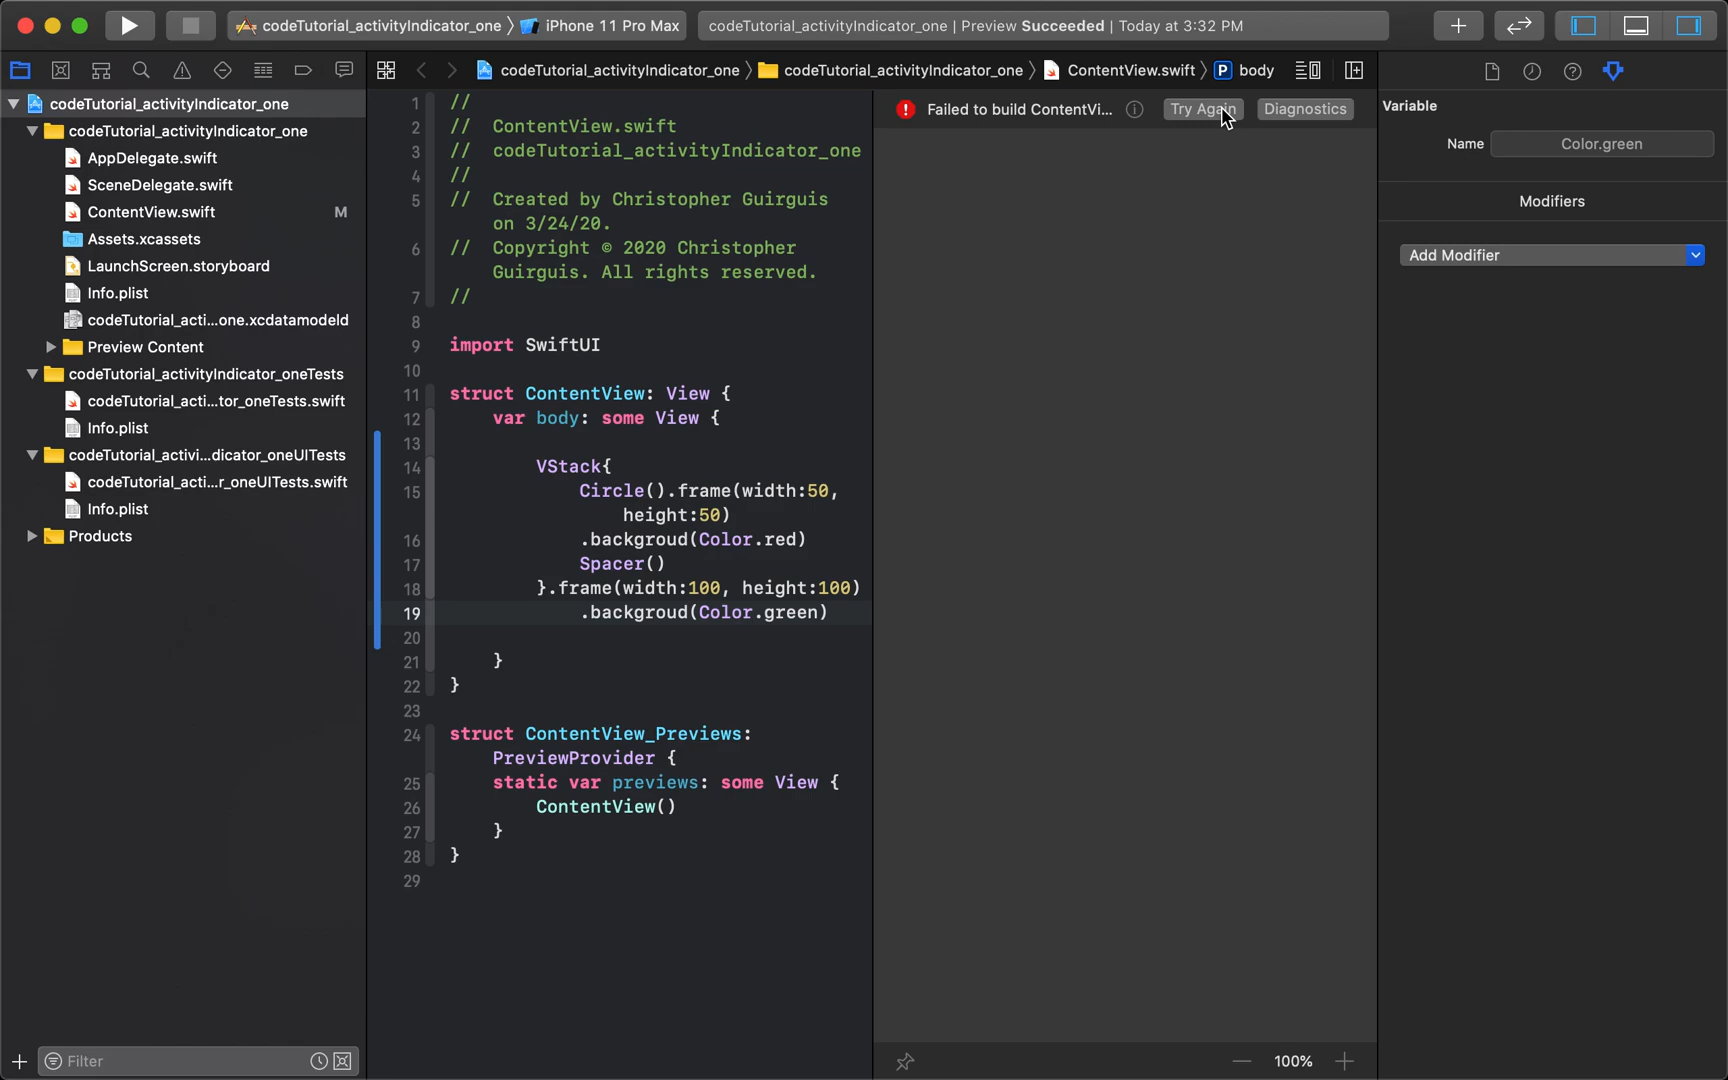 codeTutorial_activityIndicator_one 〉 iPhone 11 Pro Max
codeTutorial_activityIndicator_one | Preview Succeeded | Today at 3:32 PM
codeTutorial_activityIndicator_one 〉 codeTutorial_activityIndicator_one 〉 ContentView.swift 〉 P body
codeTutorial_activityIndicator_one
codeTutorial_activityIndicator_one
AppDelegate.swift
SceneDelegate.swift
ContentView.swift M
Assets.xcassets
LaunchScreen.storyboard
Info.plist
codeTutorial_acti...one.xcdatamodeld
Preview Content
codeTutorial_activityIndicator_oneTests
codeTutorial_acti...tor_oneTests.swift
Info.plist
codeTutorial_activi...dicator_oneUITests
codeTutorial_acti...r_oneUITests.swift
Info.plist
Products
Filter
1 //
2 // ContentView.swift
3 // codeTutorial_activityIndicator_one
4 //
5 // Created by Christopher Guirguis
on 3/24/20.
6 // Copyright © 2020 Christopher
Guirguis. All rights reserved.
7 //
8
9 import SwiftUI
10
11 struct ContentView: View {
12 var body: some View {
13
14 VStack{
15 Circle().frame(width:50,
height:50)
16 .backgroud(Color.red)
17 Spacer()
18 }.frame(width:100, height:100)
19 .backgroud(Color.green)
20
21 }
22 }
23
24 struct ContentView_Previews:
PreviewProvider {
25 static var previews: some View {
26 ContentView()
27 }
28 }
29
Failed to build ContentVi... Try Again Diagnostics
100%
Variable
Name Color.green
Modifiers
Add Modifier